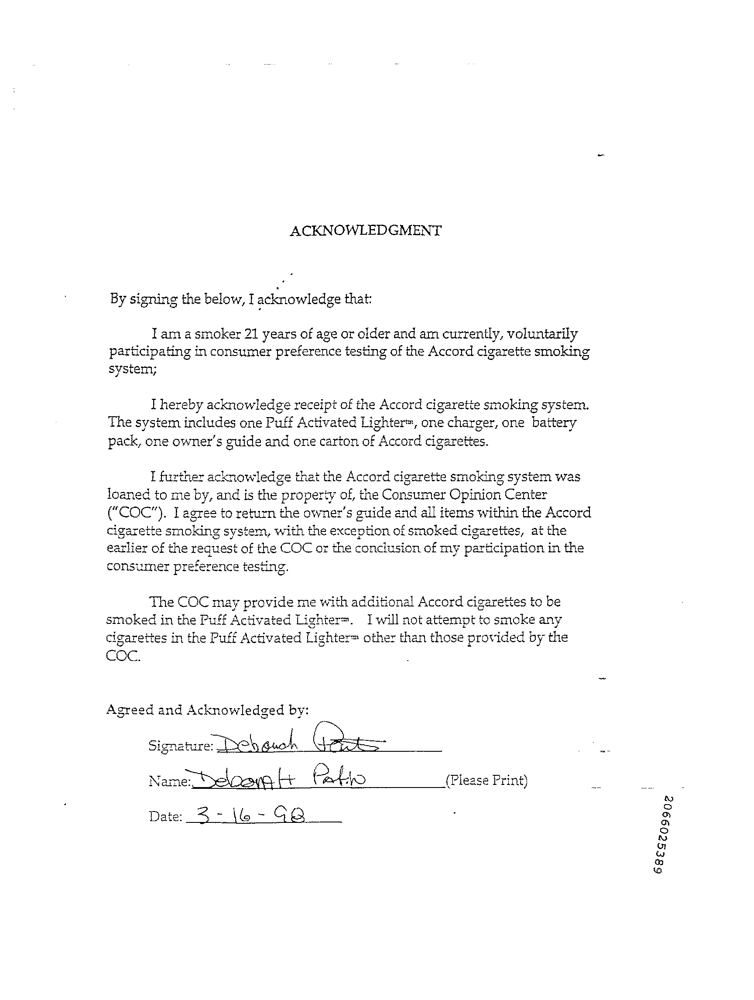 ACKNOWLEDGMENT
By signing the below, I acknowledge that:
I am a smoker 21 years of age or older and am currently, voluntarily
participating in consumer preference testing of the Accord cigarette smoking
system;
I hereby acknowledge receipt of the Accord cigarette smoking system.
The system includes one Puff Activated Lighter™, one charger, one battery
pack, one owner's guide and one carton of Accord cigarettes.
I further acknowledge that the Accord cigarette smoking system was
loaned to me by, and is the property of, the Consumer Opinion Center
("COC"). I agree to return the owner's guide and all items within the Accord
cigarette smoking system, with the exception of smoked cigarettes, at the
earlier of the request of the COC or the conclusion of my participation in the
consumer preference testing.
The COC may provide me with additional Accord cigarettes to be
smoked in the Puff Activated Lighter™. I will not attempt to smoke any
cigarettes in the Puff Activated Lighter™ other than those provided by the
COC.
Agreed and Acknowledged by:
Signature: Deborah
Name: Deborah (Please Print)
Date: 3-16-98
2066025389